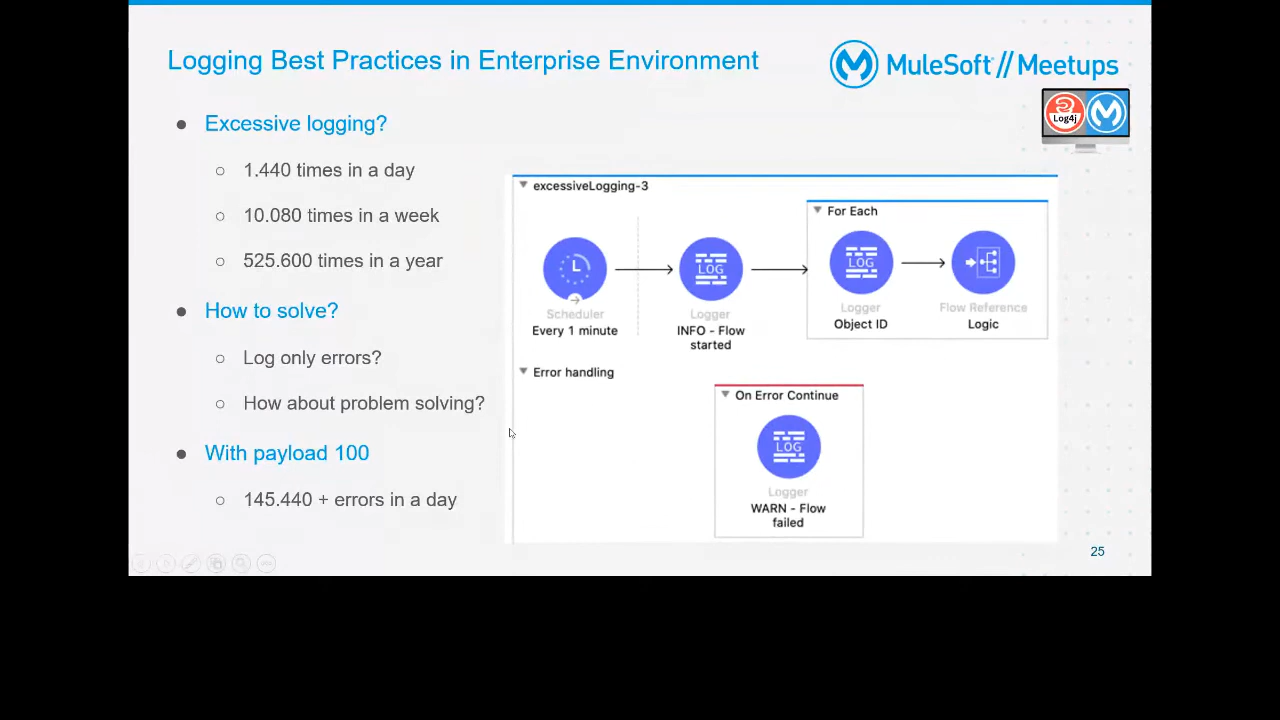 Logging Best Practices in Enterprise Environment
MuleSoft // Meetups
Log4j
Excessive logging?
1.440 times in a day
10.080 times in a week
525.600 times in a year
How to solve?
Log only errors?
How about problem solving?
With payload 100
145.440 + errors in a day
excessiveLogging-3
Scheduler
Every 1 minute
LOG
Logger
INFO - Flow
started
For Each
LOG
Logger
Object ID
Flow Reference
Logic
Error handling
On Error Continue
LOG
Logger
WARN - Flow
failed
25